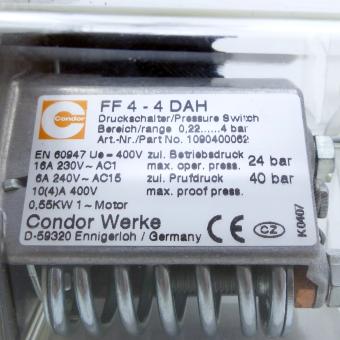 Condor
FF 4 - 4 DAH
Druckschalter/Pressure Switch
Bereich/range 0,22......4 bar
Art.-Nr./Part No. 1090400062
EN 60947 Ue = 400V zul. Betriebsdruck 24 bar
16A 230V ~ AC1 max. oper. press.
6A 240V ~ AC15 zul. Prüfdruck 40 bar
10(4)A 400V max. proof press.
0,55KW 1~ Motor
Condor Werke
D-59320 Ennigerloh / Germany
CE
CZ
K0407